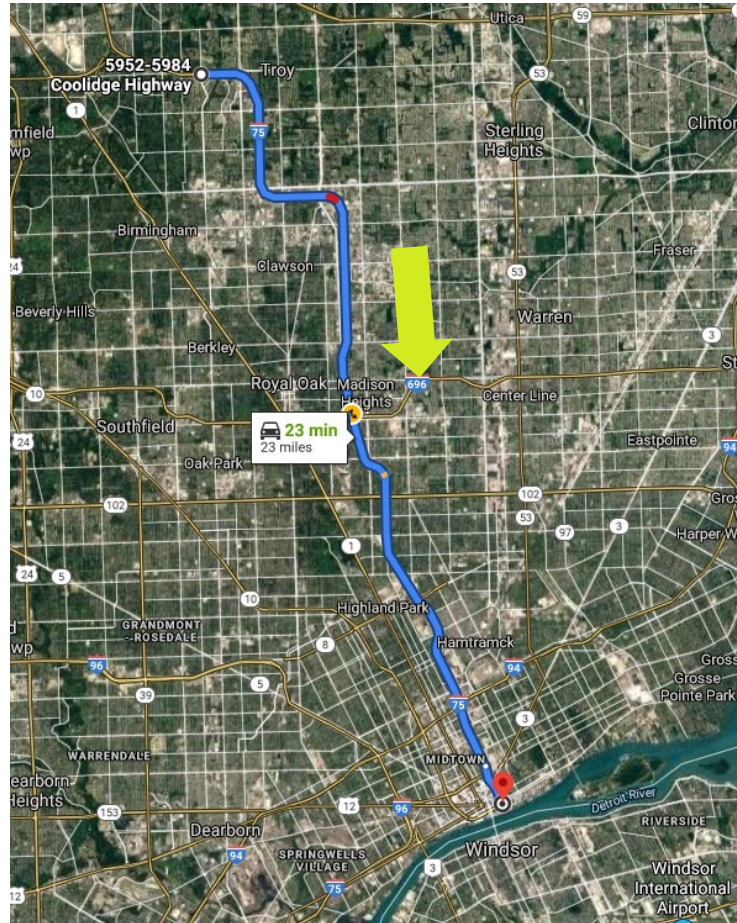 Utica
59
5952-5984
Coolidge Highway
Troy
53
1
mfield
wp
75
Sterling
Heights
Clinto
Birmingham
Fraser
24
Clawson
53
Beverly Hills
Warren
3
Berkley
St
Royal Oak
Madison
Heights
696
10
Center Line
23 min
23 miles
Southfield
24
Eastpointe
94
Oak Park
102
102
Gros
53
97
3
Harper W
1
24
5
10
Highland Park
GRANDMONT
-ROSEDALE
d
wp
8
Hamtramck
96
94
Gross
5
39
75
Grosse
Pointe Park
3
WARRENDALE
MIDTOWN
earborn
Heights
12
96
Detroit River
153
RIVERSIDE
Dearborn
94
SPRINGWELLS
VILLAGE
Windsor
3
75
12
Windsor
International
Airport